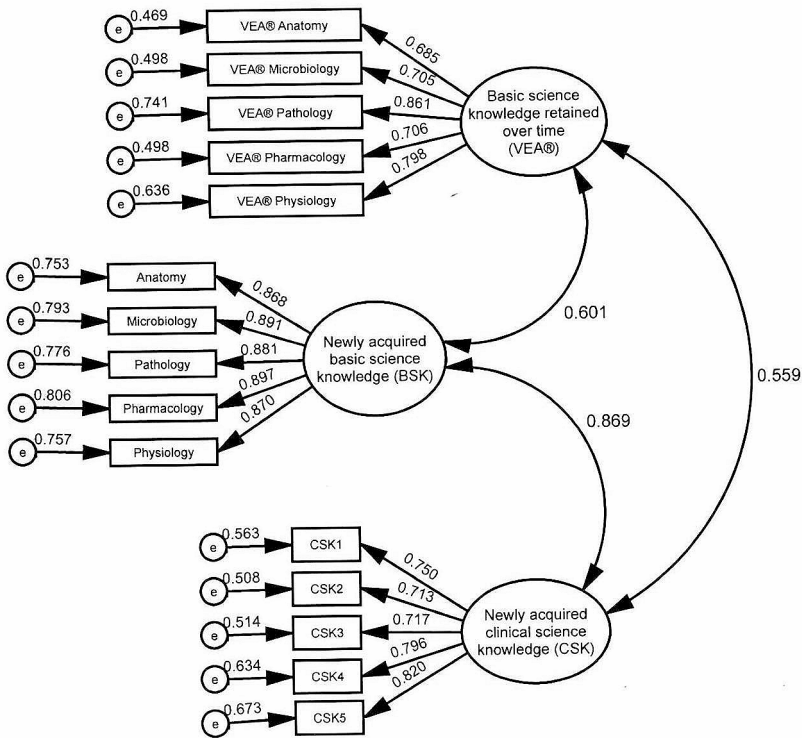 e 0.469 VEA® Anatomy 0.685
e 0.498 VEA® Microbiology 0.705
e 0.741 VEA® Pathology 0.861
e 0.498 VEA® Pharmacology 0.706
e 0.636 VEA® Physiology 0.798
Basic science
knowledge retained
over time
(VEA®)
0.601
0.559
0.869
e 0.753 Anatomy 0.868
e 0.793 Microbiology 0.891
e 0.776 Pathology 0.881
e 0.806 Pharmacology 0.897
e 0.757 Physiology 0.870
Newly acquired
basic science
knowledge (BSK)
e 0.563 CSK1 0.750
e 0.508 CSK2 0.713
e 0.514 CSK3 0.717
e 0.634 CSK4 0.796
e 0.673 CSK5 0.820
Newly acquired
clinical science
knowledge (CSK)